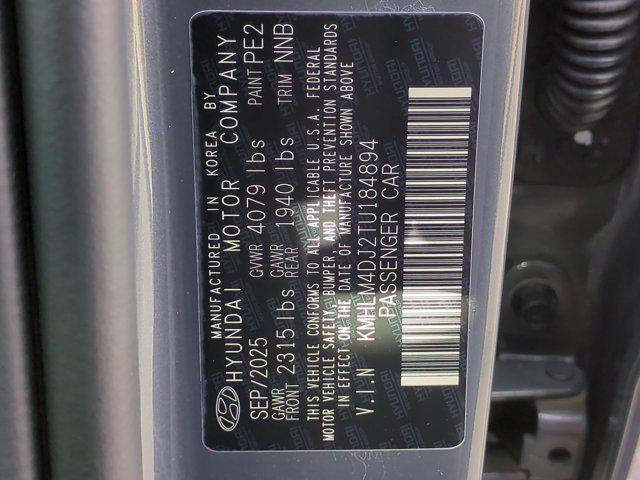 MANUFACTURED IN KOREA BY
HYUNDAI MOTOR COMPANY
SEP/2025 GVWR 4079 lbs PAINT PE2
GAWR FRONT 2315 lbs GAWR REAR 1940 lbs TRIM NNB
THIS VEHICLE CONFORMS TO ALL APPLICABLE U.S.A. FEDERAL
MOTOR VEHICLE SAFETY, BUMPER, AND THEFT PREVENTION STANDARDS
IN EFFECT ON THE DATE OF MANUFACTURE SHOWN ABOVE
V.I.N KMHLM4DJ2TU184894
PASSENGER CAR